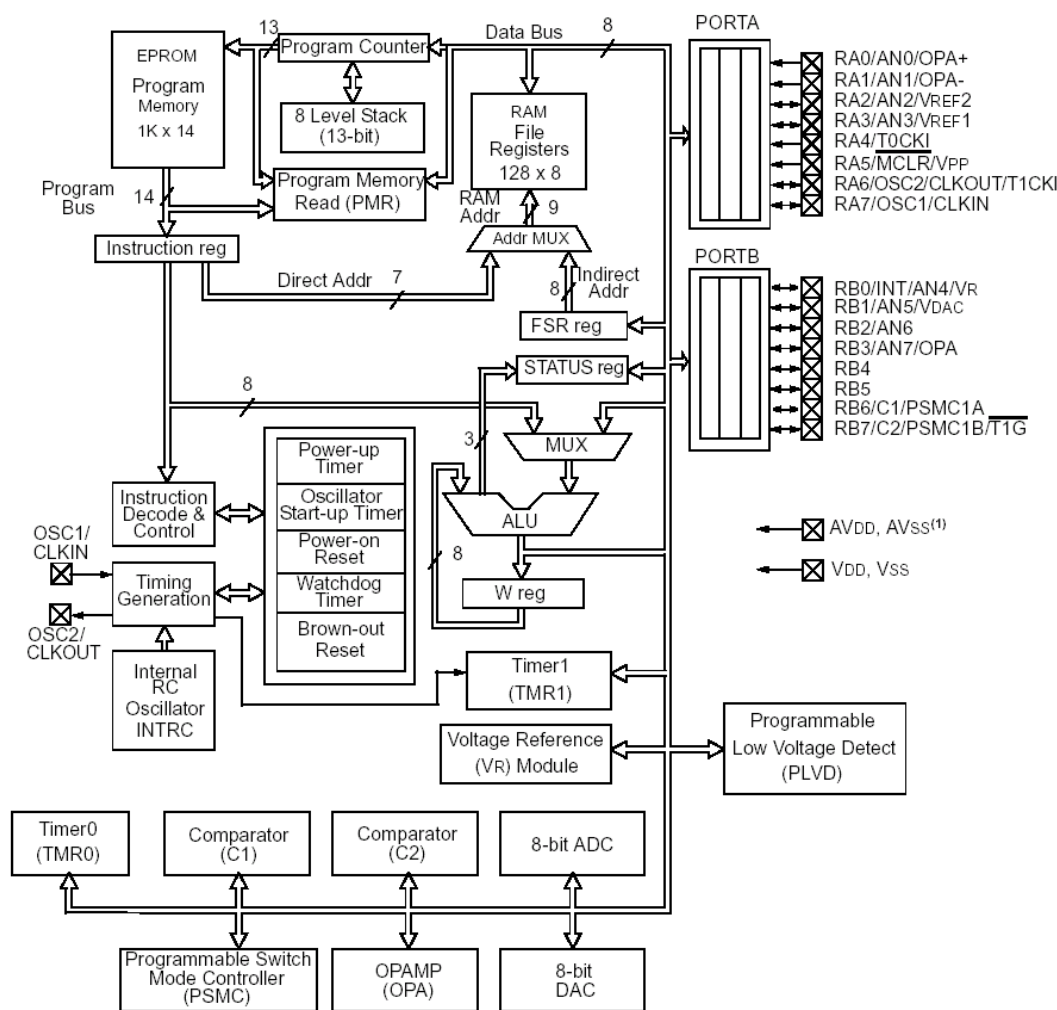 EPROM
Program
Memory
1K x 14
13
Program Counter
8 Level Stack
(13-bit)
Program Memory
Read (PMR)
Data Bus
8
RAM
File
Registers
128 x 8
PORTA
RA0/AN0/OPA+
RA1/AN1/OPA-
RA2/AN2/VREF2
RA3/AN3/VREF1
RA4/T0CKI
RA5/MCLR/VPP
RA6/OSC2/CLKOUT/T1CKI
RA7/OSC1/CLKIN
Program
Bus
14
Instruction reg
RAM
Addr
9
Addr MUX
Direct Addr
7
8
Indirect
Addr
FSR reg
STATUS reg
PORTB
RB0/INT/AN4/VR
RB1/AN5/VDAC
RB2/AN6
RB3/AN7/OPA
RB4
RB5
RB6/C1/PSMC1A
RB7/C2/PSMC1B/T1G
8
3
MUX
ALU
8
W reg
Power-up
Timer
Oscillator
Start-up Timer
Power-on
Reset
Watchdog
Timer
Brown-out
Reset
Instruction
Decode &
Control
OSC1/
CLKIN
Timing
Generation
OSC2/
CLKOUT
Internal
RC
Oscillator
INTRC
AVDD, AVSS(1)
VDD, VSS
Timer1
(TMR1)
Voltage Reference
(VR) Module
Programmable
Low Voltage Detect
(PLVD)
Timer0
(TMR0)
Comparator
(C1)
Comparator
(C2)
8-bit ADC
Programmable Switch
Mode Controller
(PSMC)
OPAMP
(OPA)
8-bit
DAC